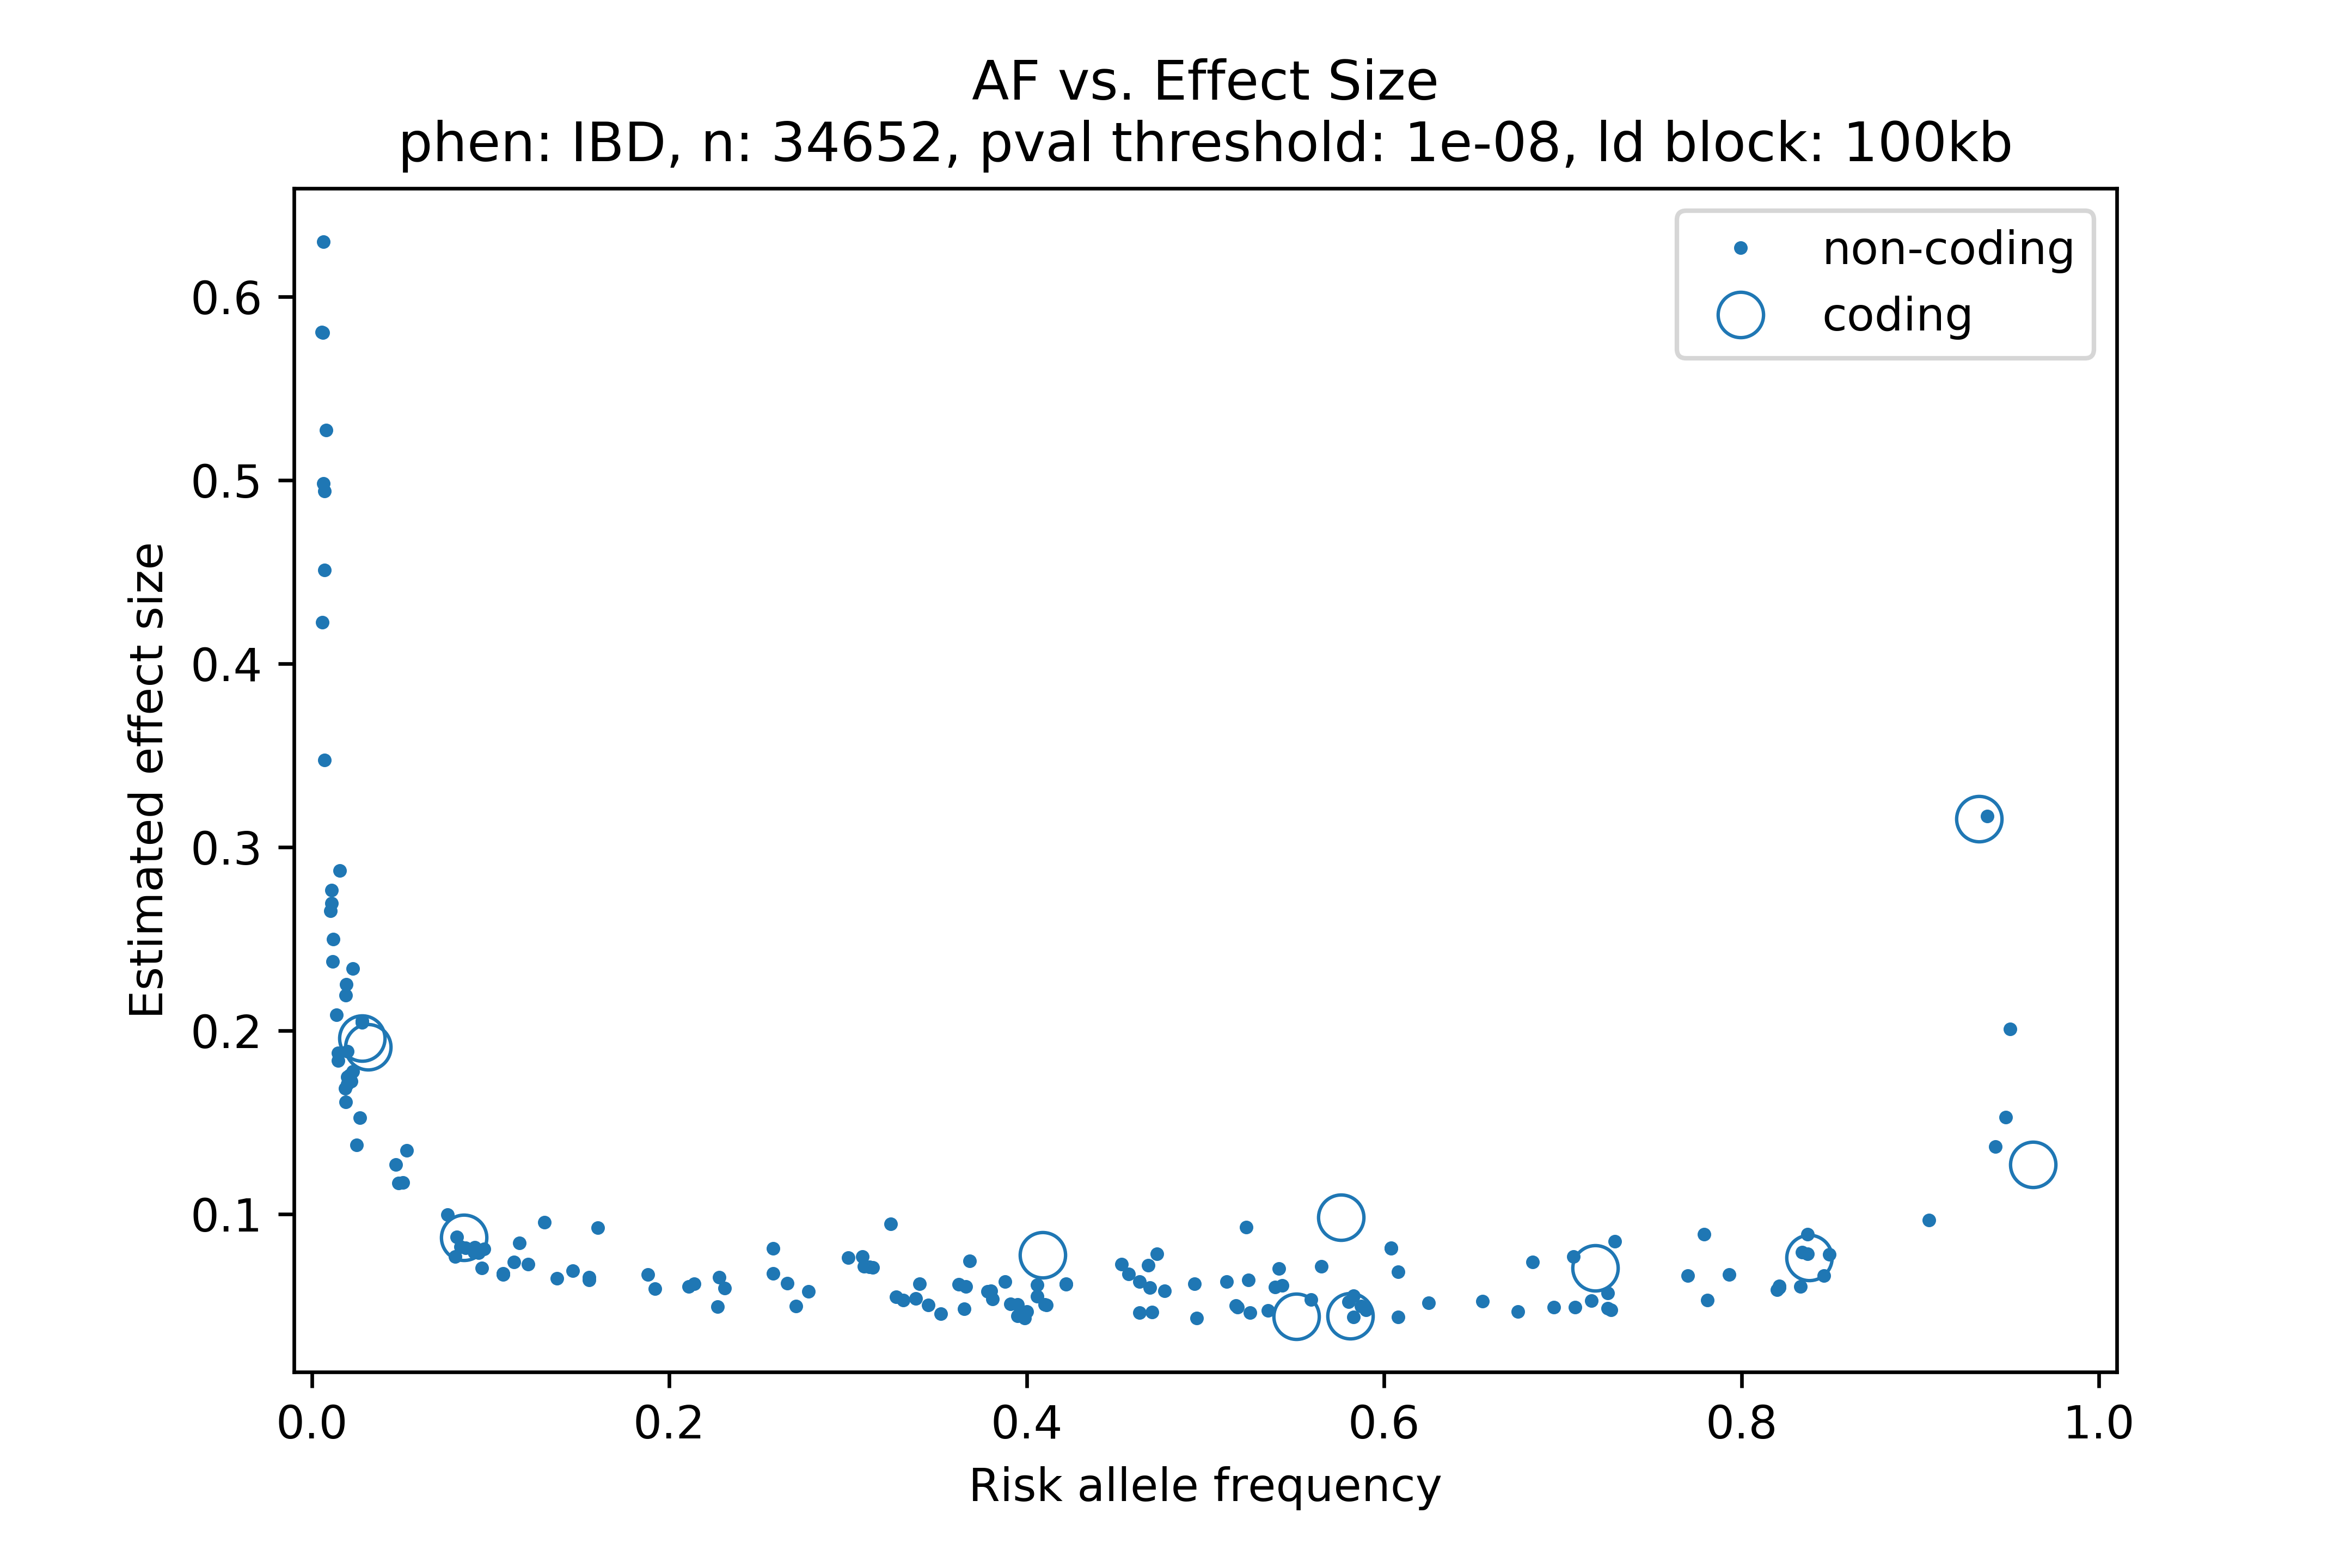 AF vs. Effect Size
phen: IBD, n: 34652, pval threshold: 1e-08, ld block: 100kb
non-coding
coding
Estimated effect size
0.6
0.5
0.4
0.3
0.2
0.1
0.0 0.2 0.4 0.6 0.8 1.0
Risk allele frequency